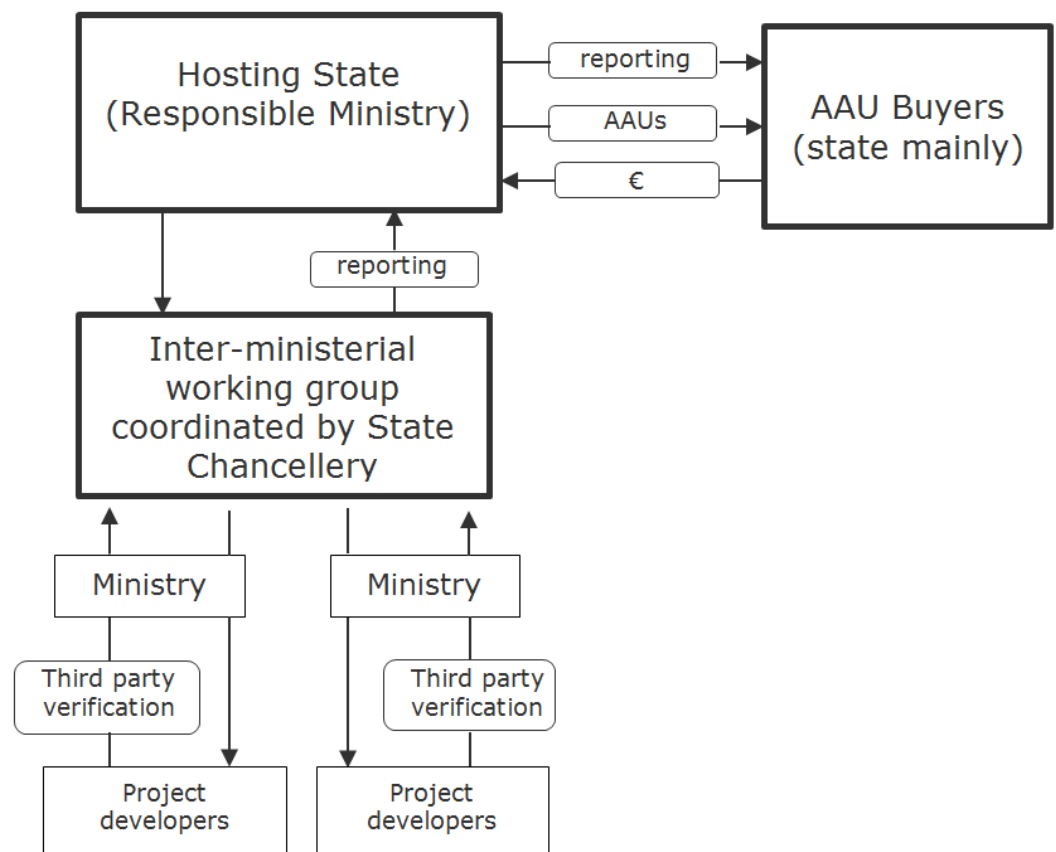 Hosting State
(Responsible Ministry)
reporting
AAUs
€
AAU Buyers
(state mainly)
reporting
Inter-ministerial
working group
coordinated by State
Chancellery
Ministry
Ministry
Third party
verification
Third party
verification
Project
developers
Project
developers